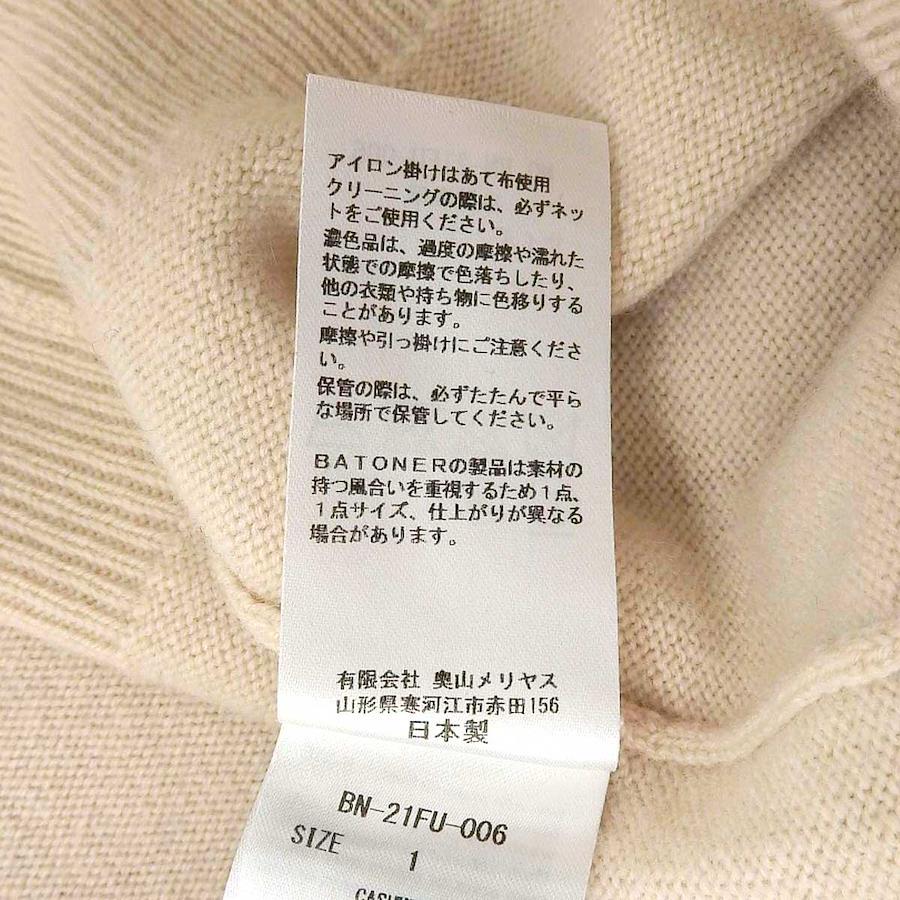 アイロン掛けはあて布使用
クリーニングの際は、必ずネッ
トをご使用ください。
濃色品は、過度の摩擦や濡れた
状態での摩擦で色落ちしたり、
他の衣類や持ち物に色移りする
ことがあります。
摩擦や引っ掛けにご注意くださ
い。
保管の際は、必ずたたんで平ら
な場所で保管してください。
BATONERの製品は素材の
持つ風合いを重視するため1点、
1点サイズ、仕上がりが異なる
場合があります。
有限会社 奥山メリヤス
山形県寒河江市赤田156
日本製
BN-21FU-006
SIZE 1